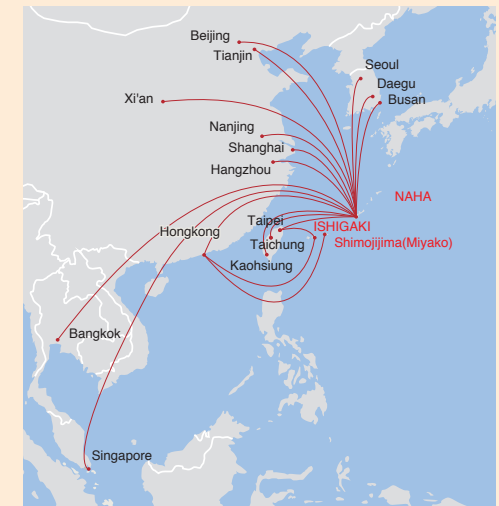 Beijing
Tianjin
Seoul
Daegu
Busan
Xi'an
Nanjing
Shanghai
Hangzhou
NAHA
Taipei
ISHIGAKI
Hongkong
Taichung
Shimojijima(Miyako)
Kaohsiung
Bangkok
Singapore